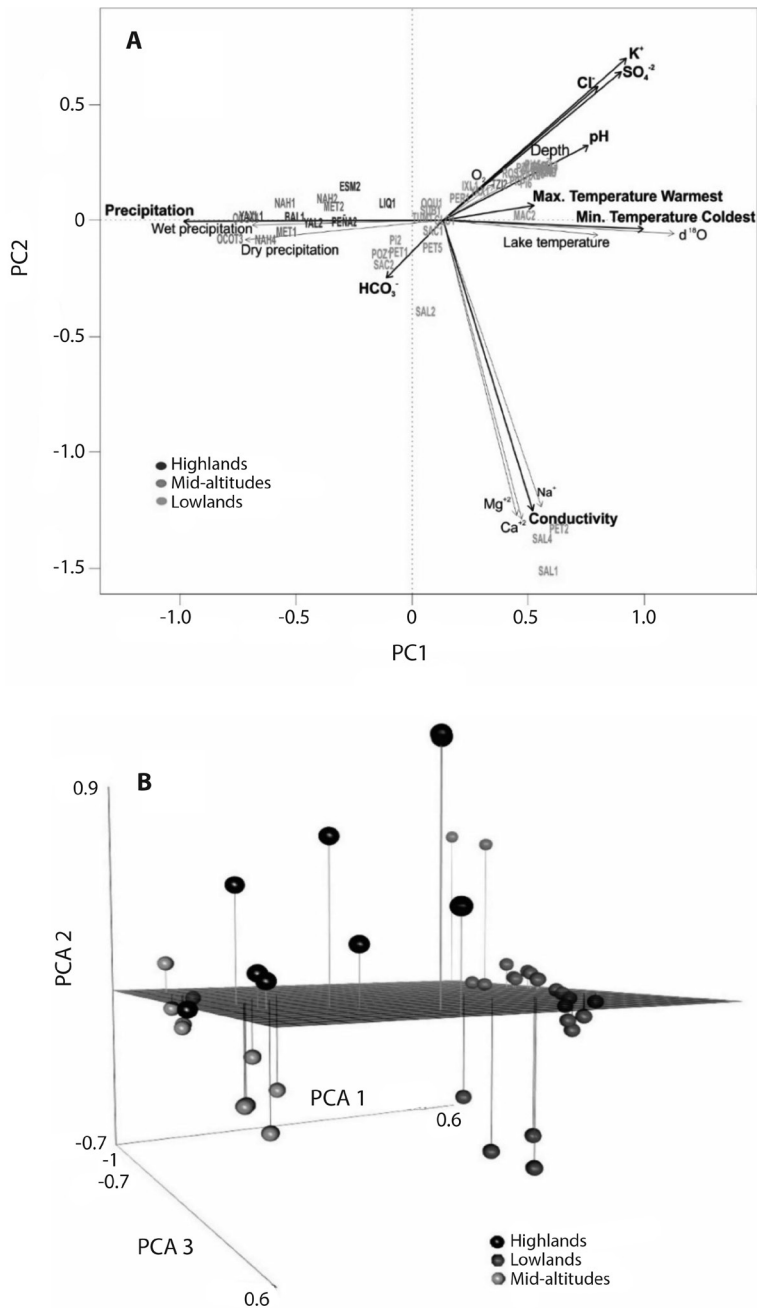 A
PC2
0.5
0
-0.5
-1.0
-1.5
-1.0
-0.5
0
0.5
1.0
PC1
K+
SO4-2
Cl-
pH
Depth
O2
Max. Temperature Warmest
Min. Temperature Coldest
d18O
Lake temperature
Precipitation
Wet precipitation
Dry precipitation
HCO3-
ESM2
NAH1
NAH2
MET2
LIQ1
YAL2
PEÑA2
MET1
OCOT3
NAH4
Pi2
PET1
POZ1
SAC2
SAC1
PET5
MAC2
SAL2
Na+
Mg+2
Ca+2
Conductivity
PET2
SAL4
SAL1
Highlands
Mid-altitudes
Lowlands
B
0.9
PCA 2
-0.7
-1
-0.7
PCA 1
0.6
PCA 3
0.6
Highlands
Lowlands
Mid-altitudes